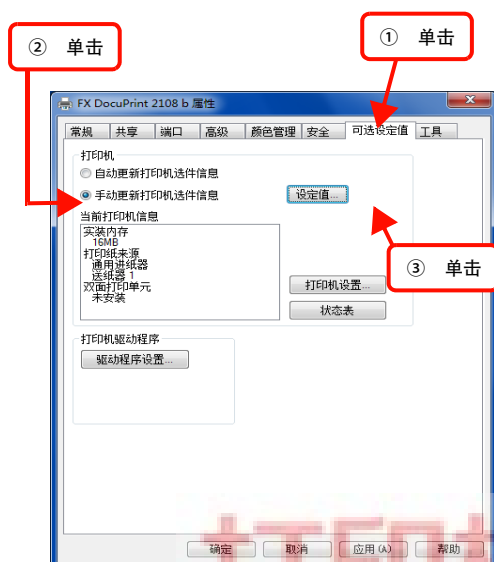 ① 单击
② 单击
FX DocuPrint 2108 b 属性
常规 共享 端口 高级 颜色管理 安全 可选设定值 工具
打印机
自动更新打印机选件信息
手动更新打印机选件信息 设定值...
当前打印机信息
实装内存
16MB
打印纸来源
通用进纸器
送纸器 1
双面打印单元
未安装
③ 单击
打印机设置...
状态表
打印机驱动程序
驱动程序设置...
确定 取消 应用(A) 帮助